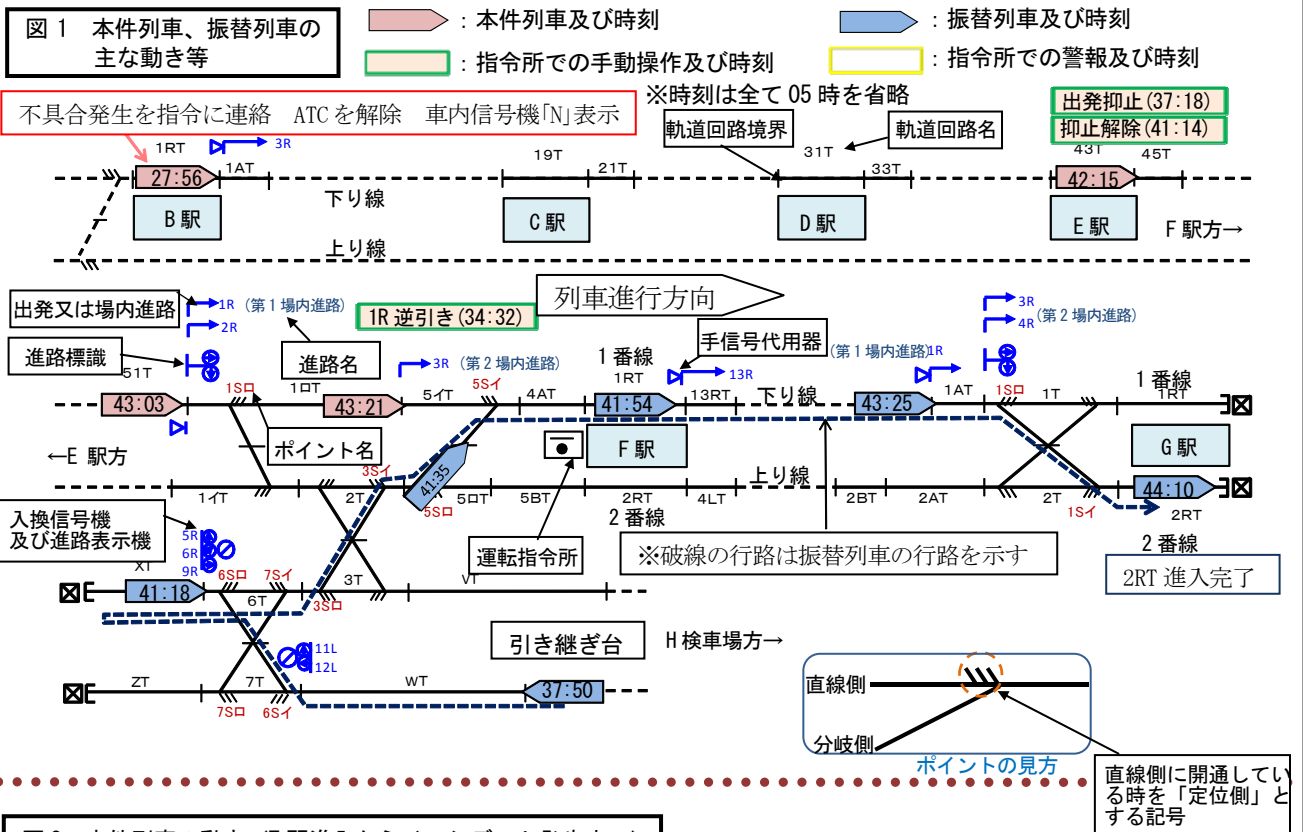 図1 本件列車、振替列車の
主な動き等
:本件列車及び時刻
:振替列車及び時刻
:指令所での手動操作及び時刻
:指令所での警報及び時刻
※時刻は全て05時を省略
不具合発生を指令に連絡 ATCを解除 車内信号機「N」表示
出発抑止(37:18)
抑止解除(41:14)
軌道回路境界
軌道回路名
1RT
3R
1AT
19T
21T
31T
33T
43T
45T
27:56
42:15
下り線
B駅
C駅
D駅
E駅
F駅方→
上り線
出発又は場内進路
1R (第1場内進路)
2R
1R逆引き(34:32)
列車進行方向
3R
4R
(第2場内進路)
進路標識
進路名
手信号代用器
(第1場内進路)
1R
51T
1Sロ
1ロT
3R (第2場内進路)
5イT
5Sイ
4AT
1番線
1RT
13R
13RT
下り線
1AT
1Sロ
1T
1番線
1RT
43:03
43:21
41:54
43:25
ポイント名
F駅
G駅
←E 駅方
3Sイ
41:35
上り線
44:10
1イT
2T
5ロT
5Sロ
5BT
2RT
4LT
2BT
2AT
2T
1Sイ
2RT
2番線
2番線
入換信号機
及び進路表示機
5R
6R
9R
運転指令所
※破線の行路は振替列車の行路を示す
2RT進入完了
XT
6Sロ
7Sイ
3T
VT
41:18
6T
3Sロ
11L
12L
引き継ぎ台
H検車場方→
ZT
7T
WT
37:50
7Sロ
6Sイ
直線側
分岐側
ポイントの見方
直線側に開通してい
る時を「定位側」と
する記号